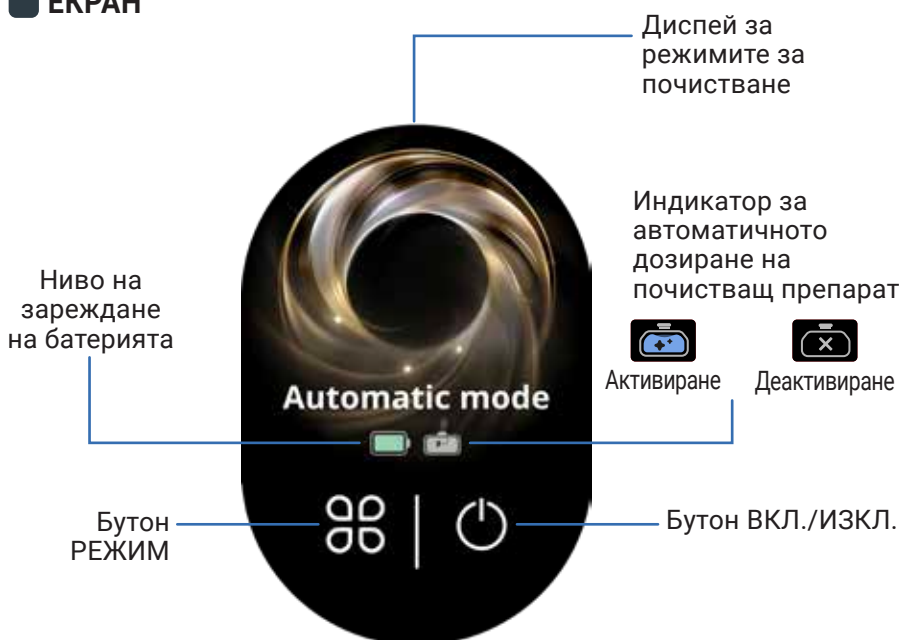 ЕКРАН
Диспей за
режимите за
почистване
Индикатор за
автоматичното
дозиране на
почистващ препарат
Активиране
Деактивиране
Ниво на
зареждане
на батерията
Automatic mode
Бутон
РЕЖИМ
Бутон ВКЛ./ИЗКЛ.